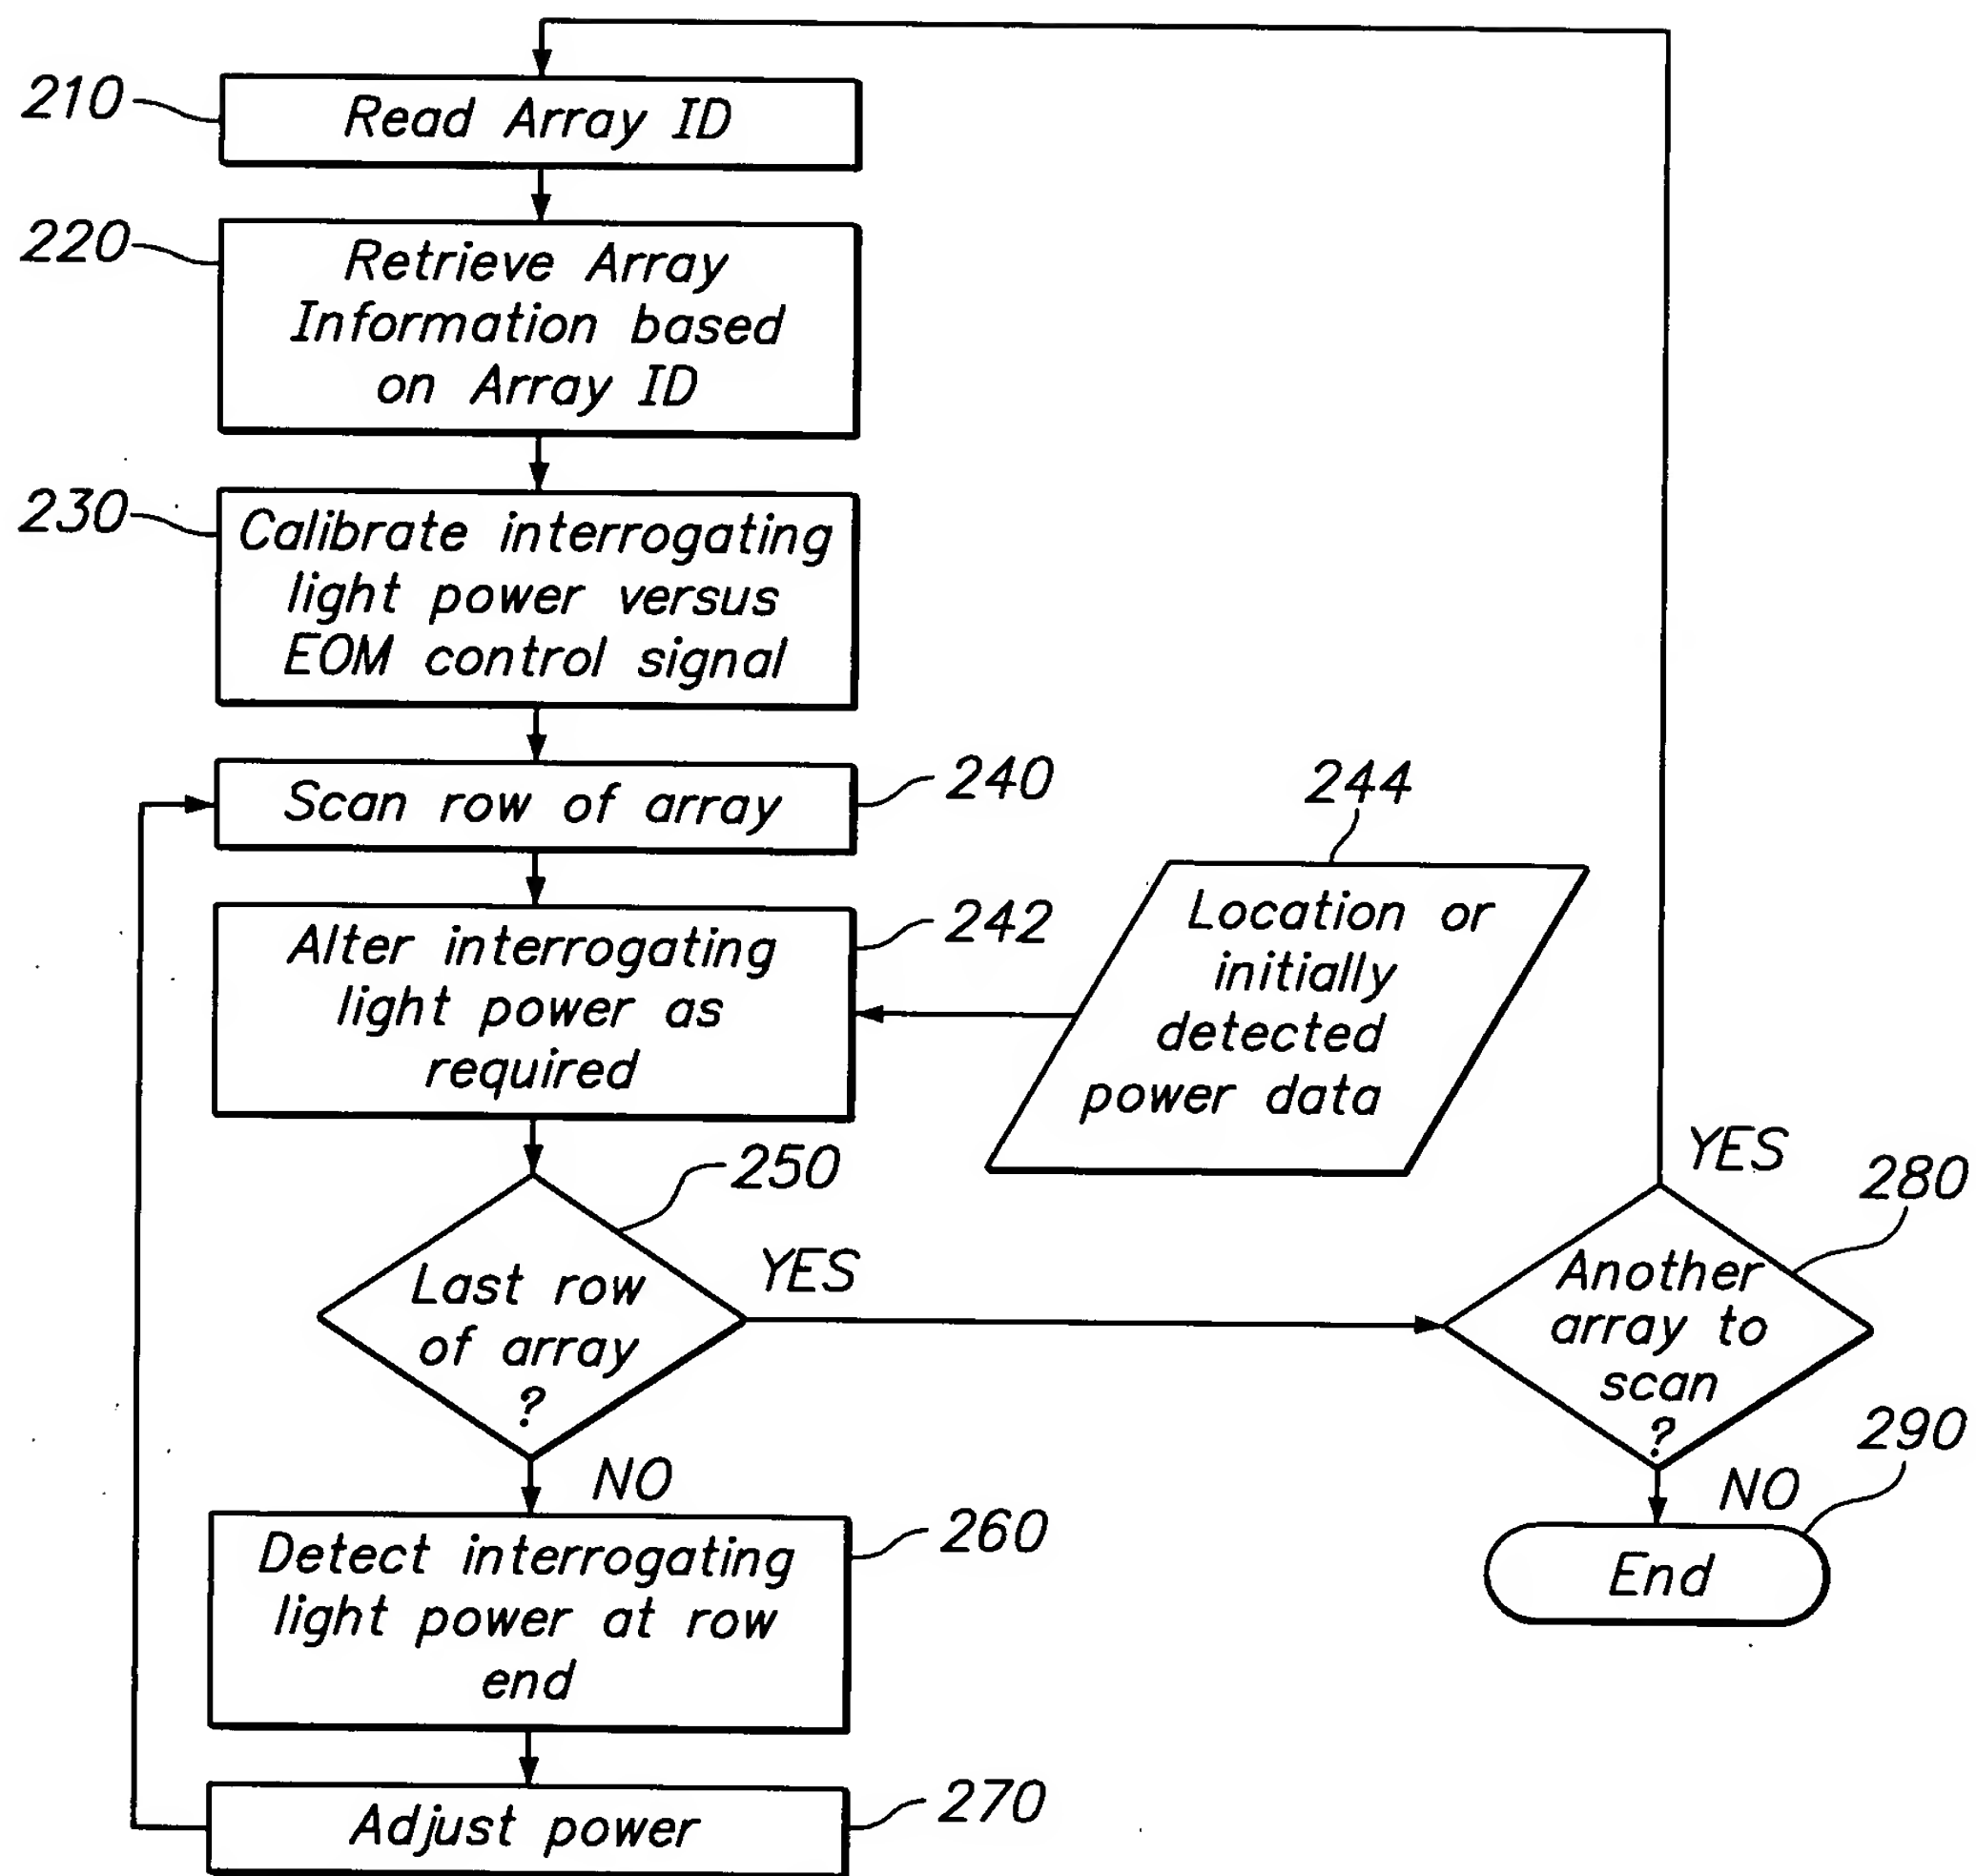 210
Read Array ID
220
Retrieve Array
Information based
on Array ID
230
Calibrate interrogating
light power versus
EOM control signal
Scan row of array
240
244
Alter interrogating
light power as
required
242
Location or
initially
detected
power data
250
Last row
of array
?
YES
NO
YES
280
Another
array to
scan
?
NO
290
End
Detect interrogating
light power at row
end
260
Adjust power
270